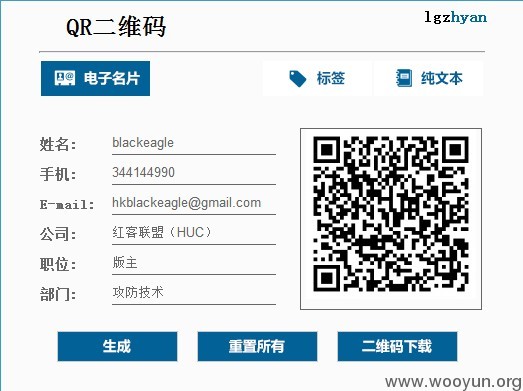 QR二维码
lgzhyan
电子名片
标签
纯文本
姓名: blackeagle
手机: 344144990
E-mail: hkblackeagle@gmail.com
公司: 红客联盟（HUC）
职位: 版主
部门: 攻防技术
生成
重置所有
二维码下载
www.wooyun.org